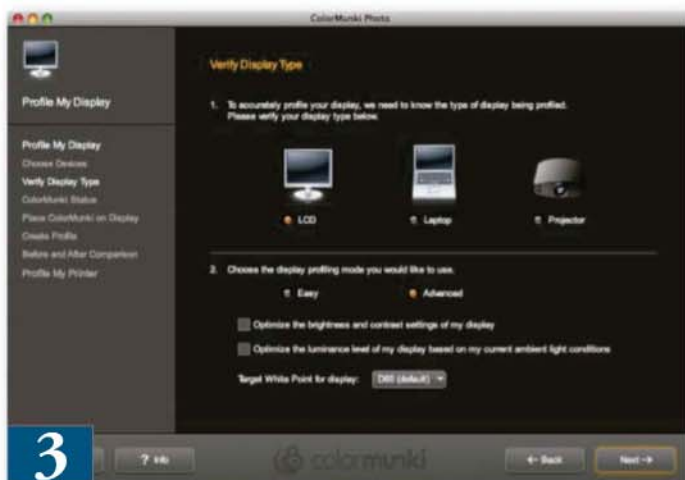 ColorMunki Photo
Profile My Display
Profile My Display
Choose Devices
Verify Display Type
ColorMunki Status
Place ColorMunki on Display
Create Profile
Before and After Comparison
Profile My Printer
Verify Display Type
1. To accurately profile your display, we need to know the type of display being profiled.
Please verify your display type below.
LCD
Laptop
Projector
2. Choose the display profiling mode you would like to use.
Easy
Advanced
Optimize the brightness and contrast settings of my display
Optimize the luminance level of my display based on my current ambient light conditions
Target White Point for display: D65 (default)
3
? Info
colormunki
← Back
Next →